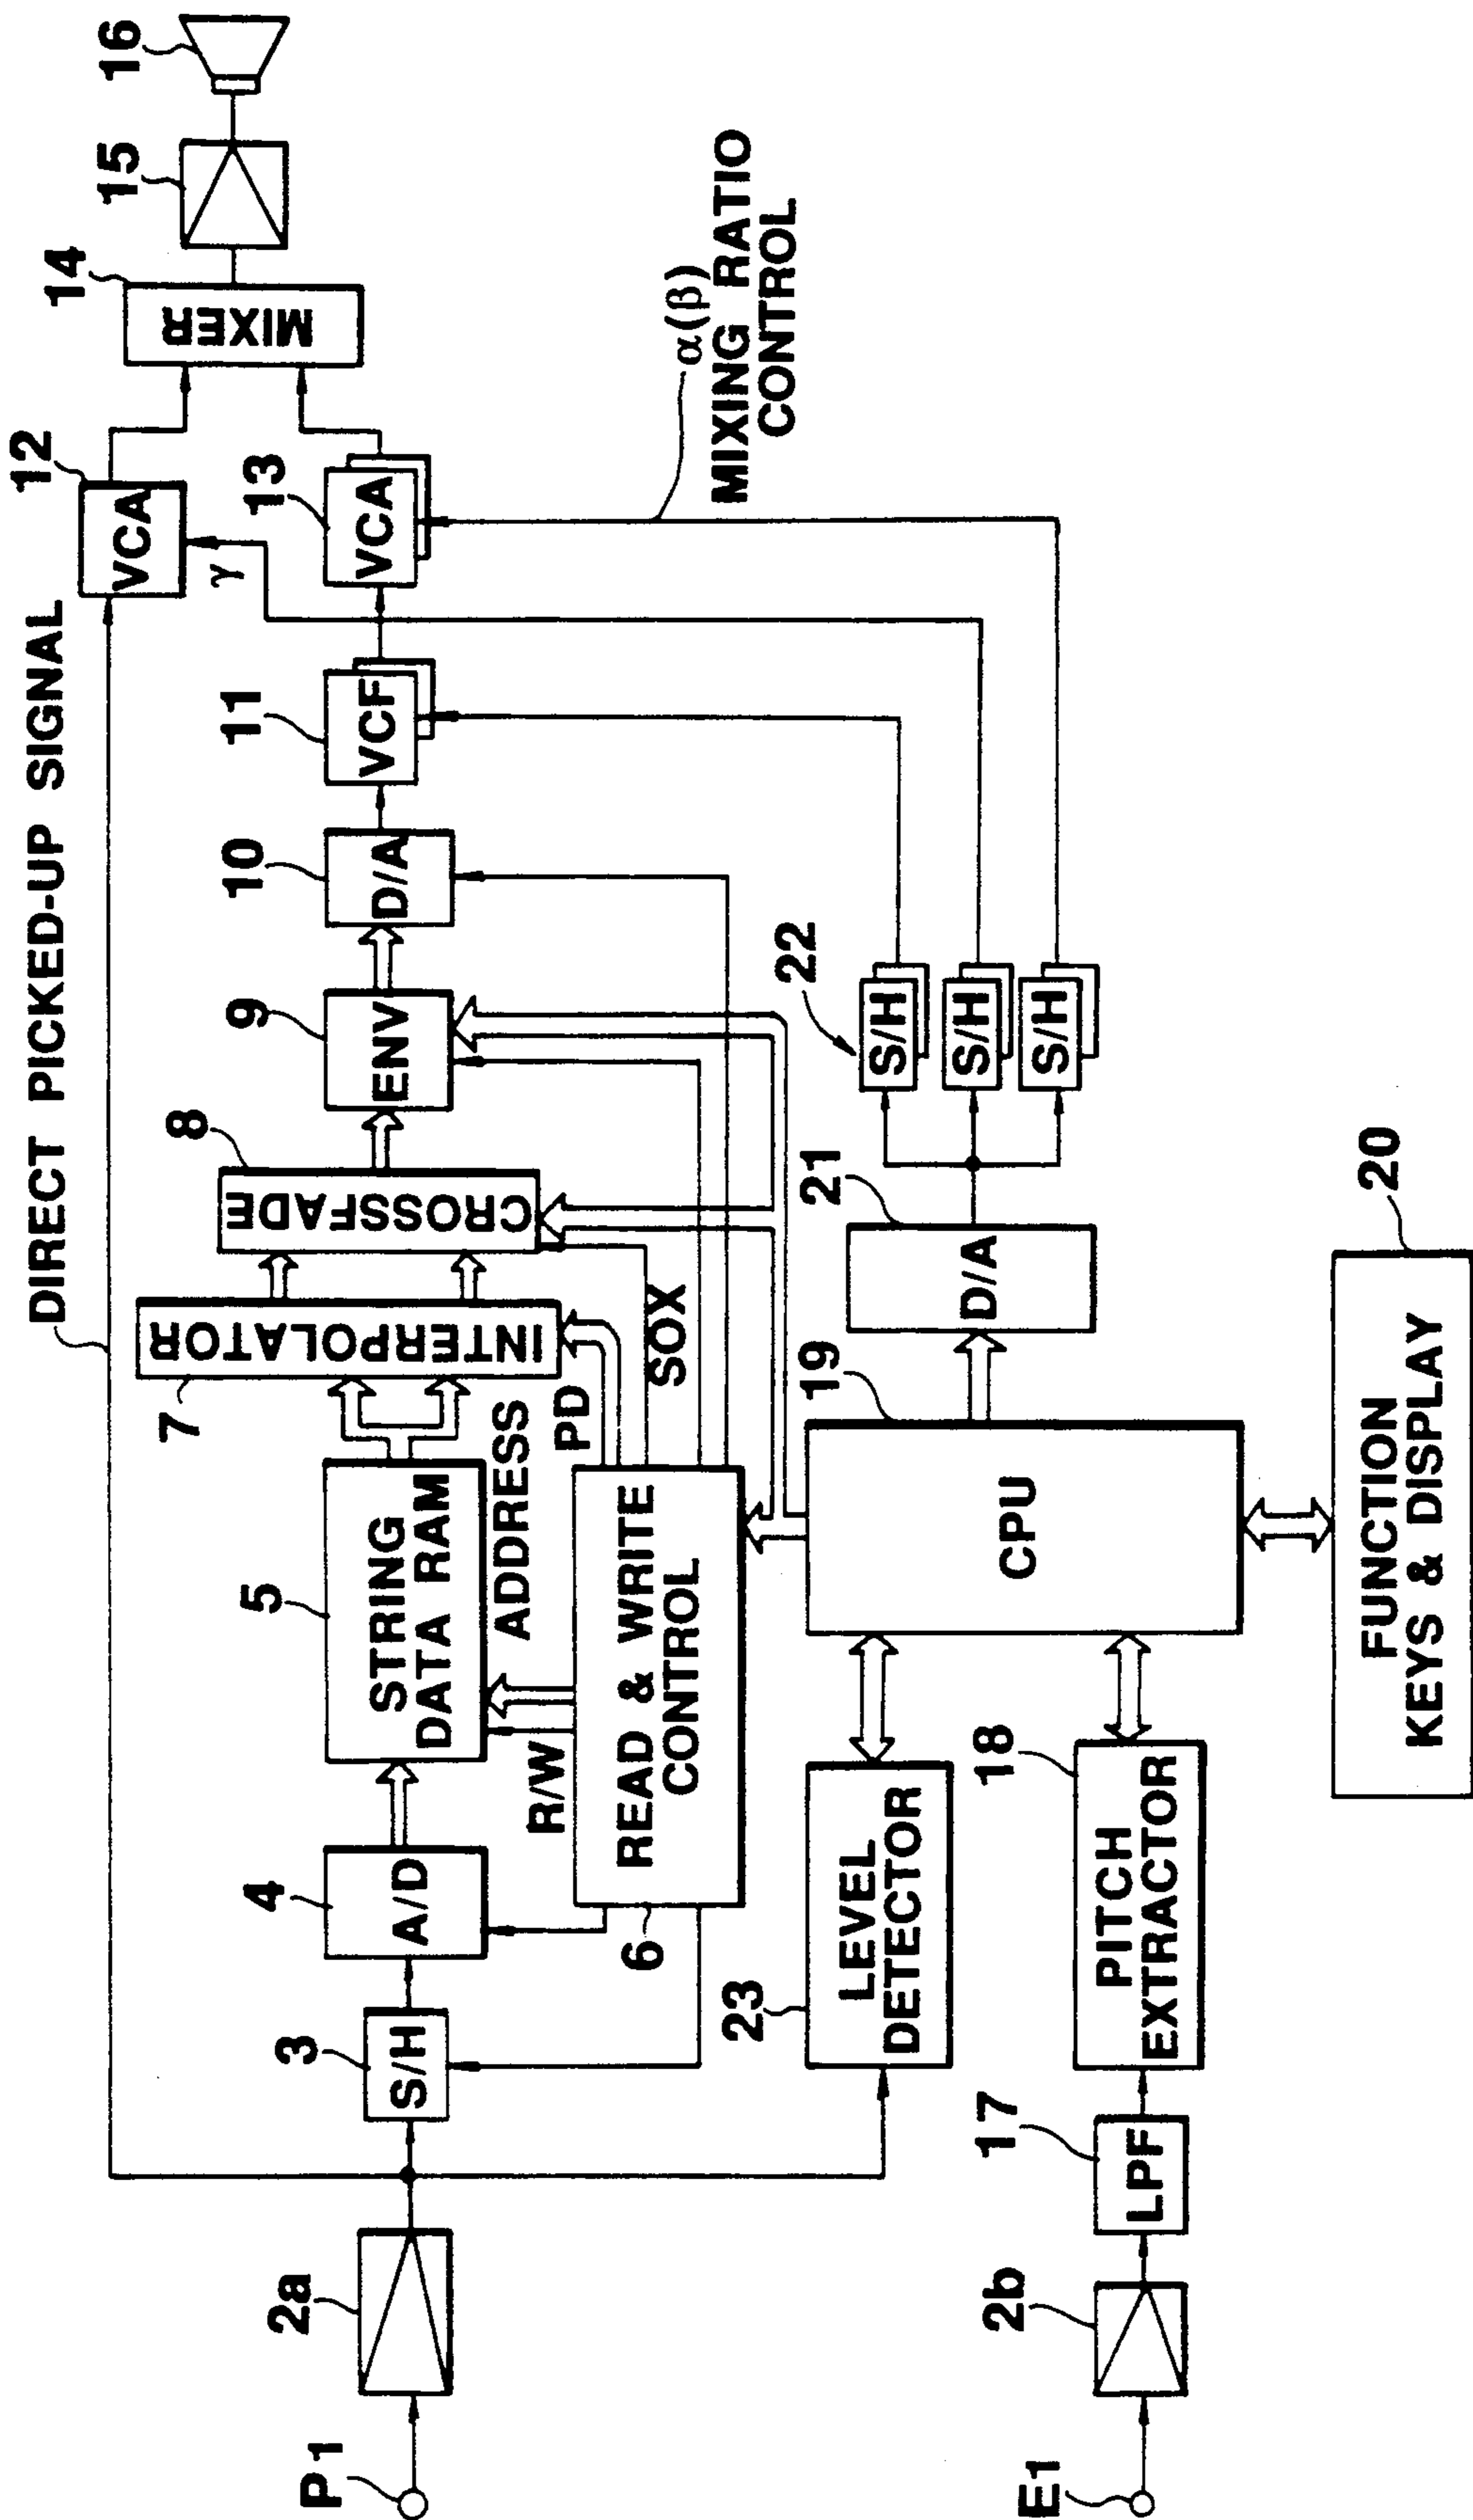 DIRECT PICKED-UP SIGNAL
12
VCA
γ
14
MIXER
15
16
P1
2a
3
S/H
4
A/D
5
STRING
DATA RAM
R/W
ADDRESS
7
INTERPOLATOR
8
CROSSFADE
9
ENV
10
D/A
11
VCF
13
VCA
α(β)
MIXING RATIO
CONTROL
PD
SOX
6
READ & WRITE
CONTROL
23
LEVEL
DETECTOR
19
CPU
21
D/A
22
S/H
S/H
S/H
E1
2b
17
LPF
18
PITCH
EXTRACTOR
20
FUNCTION
KEYS & DISPLAY